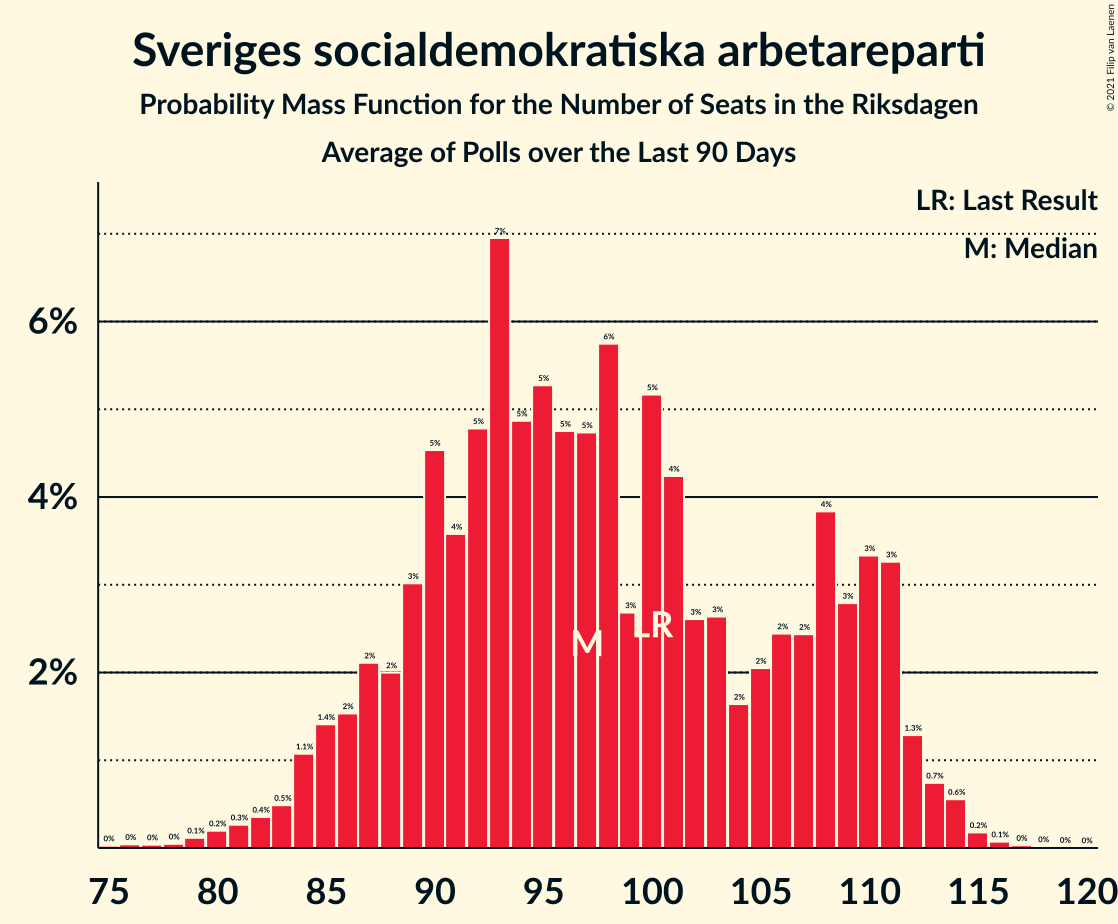 Sveriges socialdemokratiska arbetareparti
Probability Mass Function for the Number of Seats in the Riksdagen
Average of Polls over the Last 90 Days
© 2021 Filip van Laenen
LR: Last Result
M: Median
6%
4%
2%
0% 0% 0% 0% 0.1% 0.2% 0.3% 0.4% 0.5% 1.1% 1.4% 2% 2% 2% 3% 5% 4% 5% 7% 5% 5% 5% 5% 6% 3% 5% 4% 3% 3% 2% 2% 2% 2% 4% 3% 3% 3% 1.3% 0.7% 0.6% 0.2% 0.1% 0% 0% 0% 0%
M LR
75 80 85 90 95 100 105 110 115 120